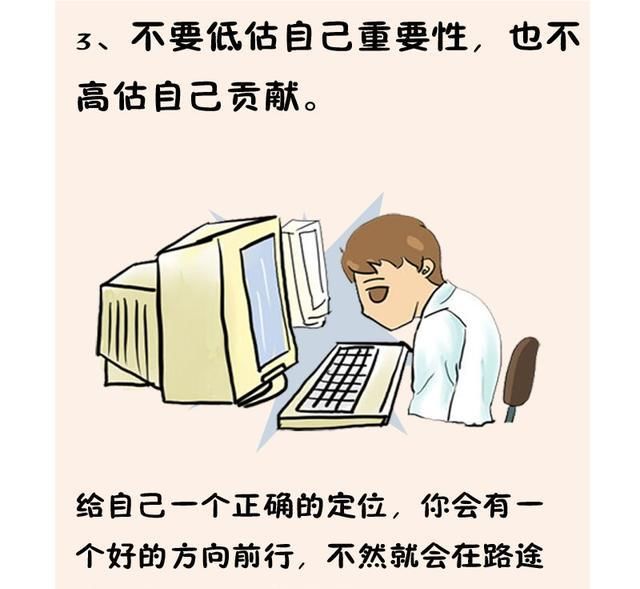 3、不要低估自己重要性，也不
高估自己贡献。
给自己一个正确的定位，你会有一
个好的方向前行，不然就会在路途